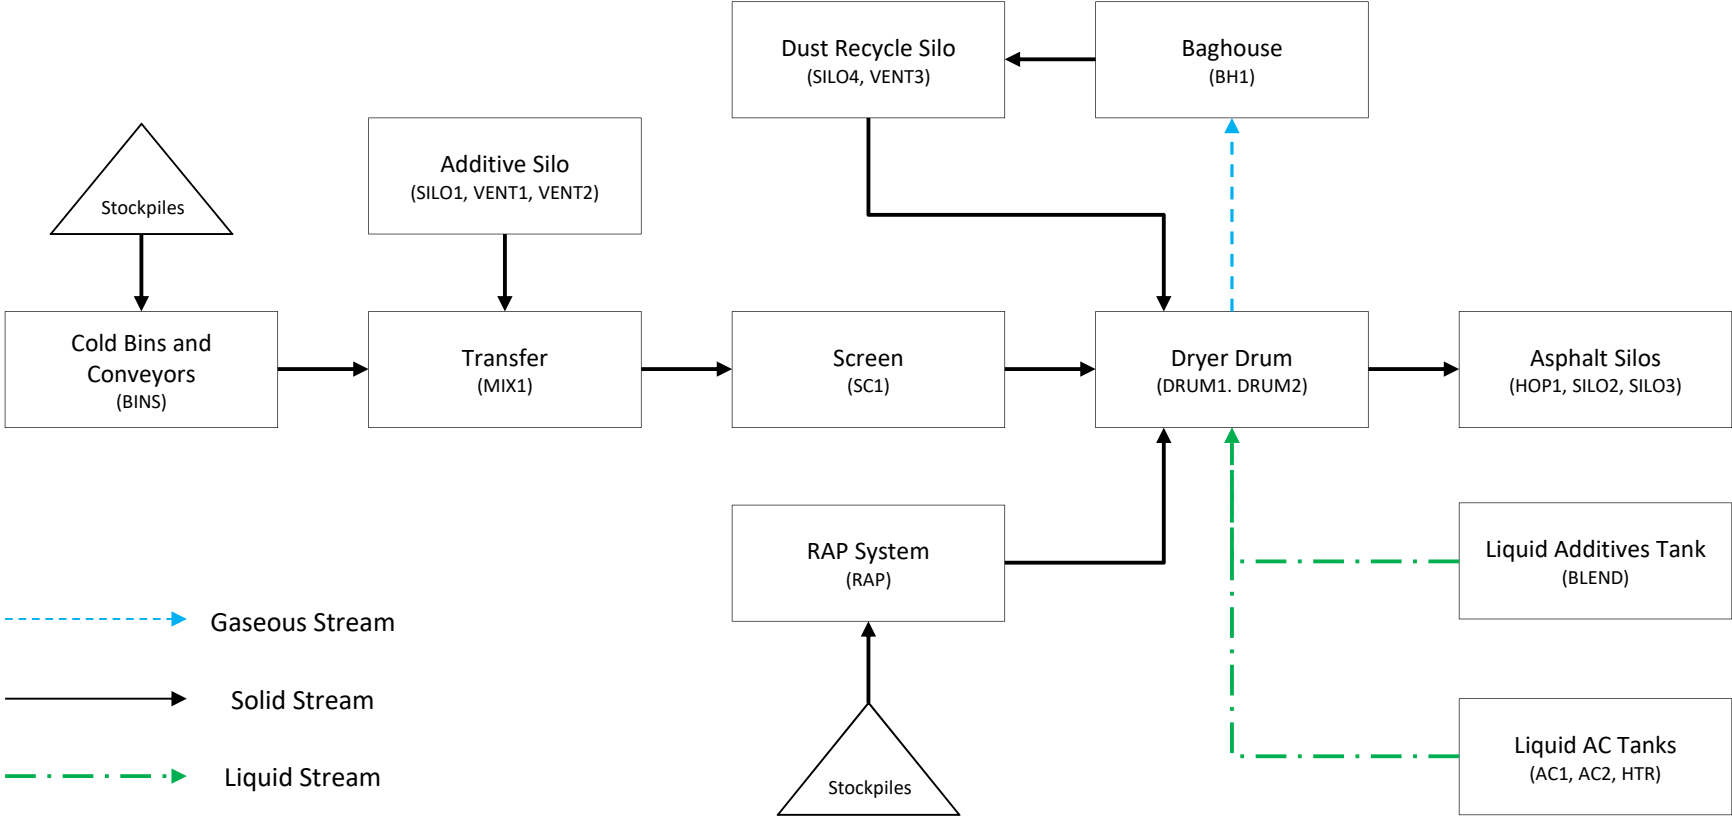 Dust Recycle Silo
(SILO4, VENT3)
Baghouse
(BH1)
Stockpiles
Additive Silo
(SILO1, VENT1, VENT2)
Cold Bins and
Conveyors
(BINS)
Transfer
(MIX1)
Screen
(SC1)
Dryer Drum
(DRUM1. DRUM2)
Asphalt Silos
(HOP1, SILO2, SILO3)
RAP System
(RAP)
Liquid Additives Tank
(BLEND)
Gaseous Stream
Solid Stream
Liquid Stream
Stockpiles
Liquid AC Tanks
(AC1, AC2, HTR)